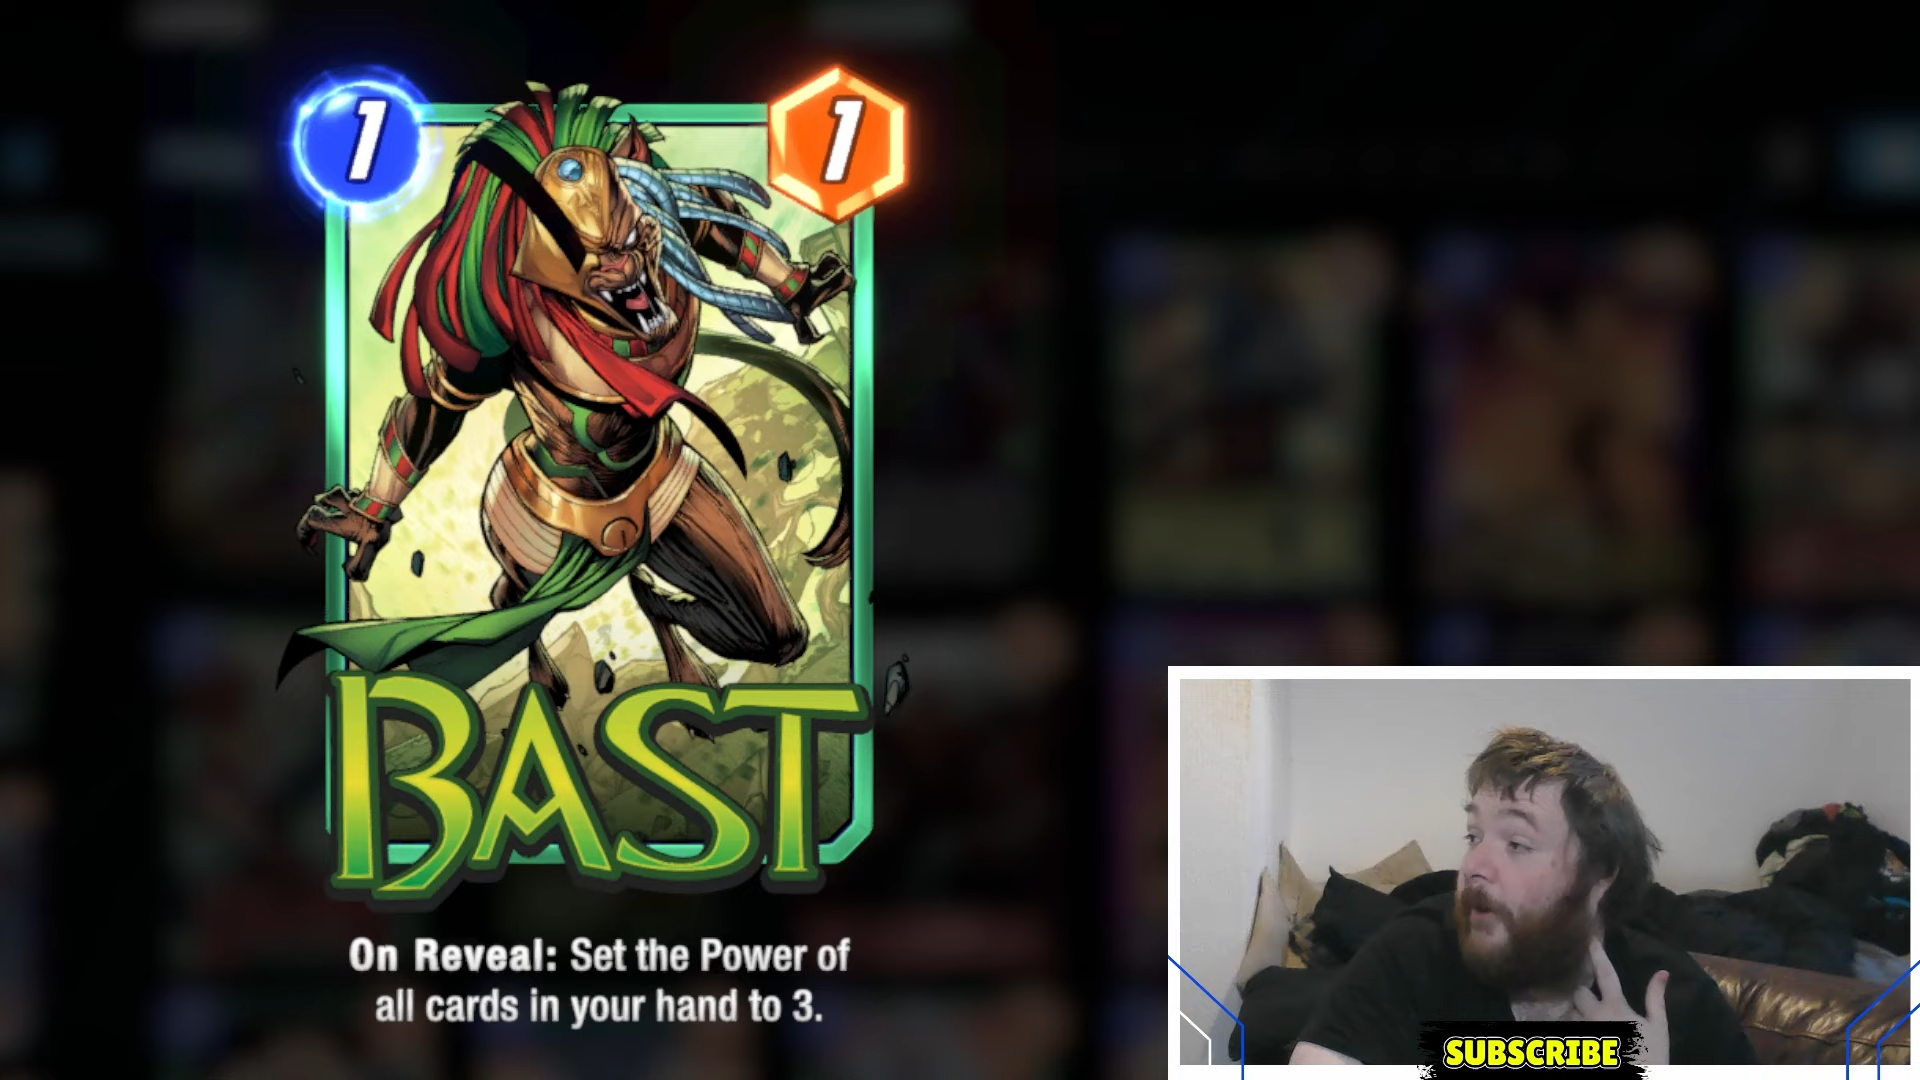 1
1
BAST
On Reveal: Set the Power of
all cards in your hand to 3.
SUBSCRIBE